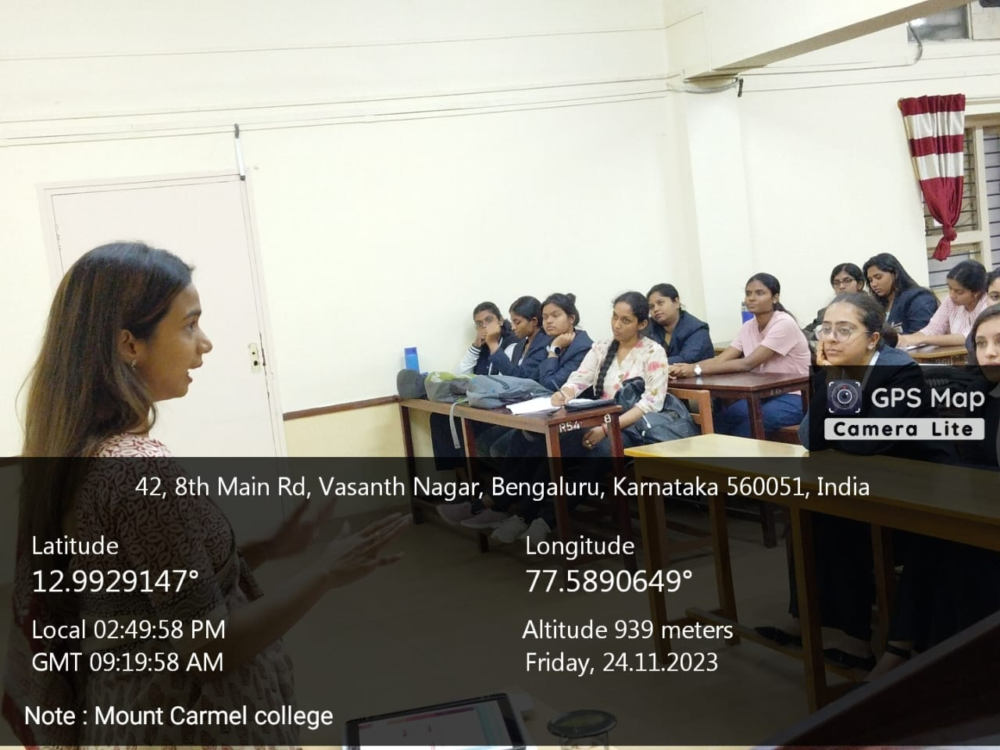 R54 8
GPS Map
Camera Lite
42, 8th Main Rd, Vasanth Nagar, Bengaluru, Karnataka 560051, India
Latitude
12.9929147°
Longitude
77.5890649°
Local 02:49:58 PM
GMT 09:19:58 AM
Altitude 939 meters
Friday, 24.11.2023
Note : Mount Carmel college